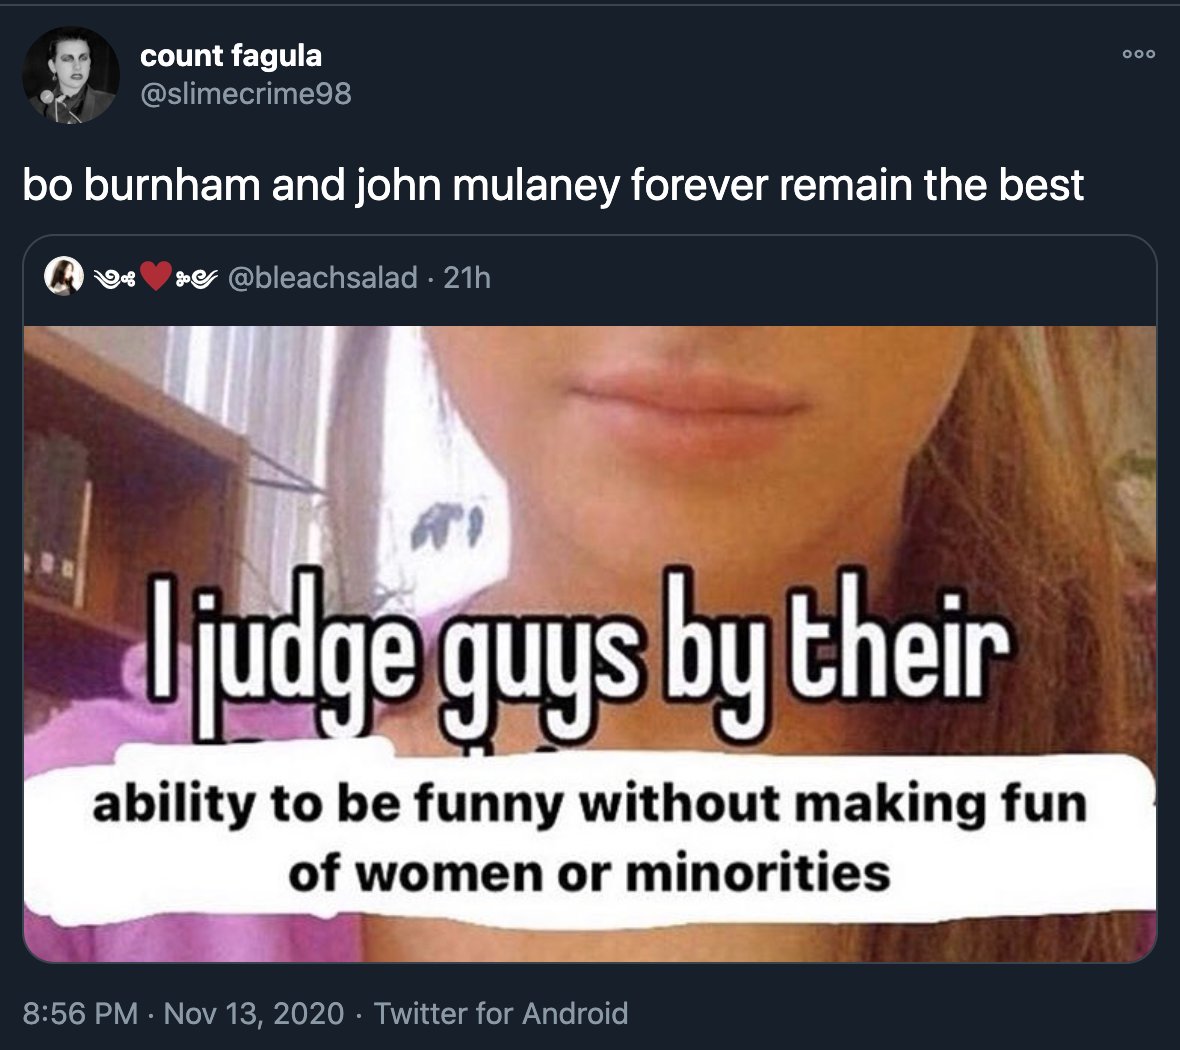 count fagula
@slimecrime98
bo burnham and john mulaney forever remain the best
༄❤️ @bleachsalad · 21h
I judge guys by their
ability to be funny without making fun
of women or minorities
8:56 PM · Nov 13, 2020 · Twitter for Android